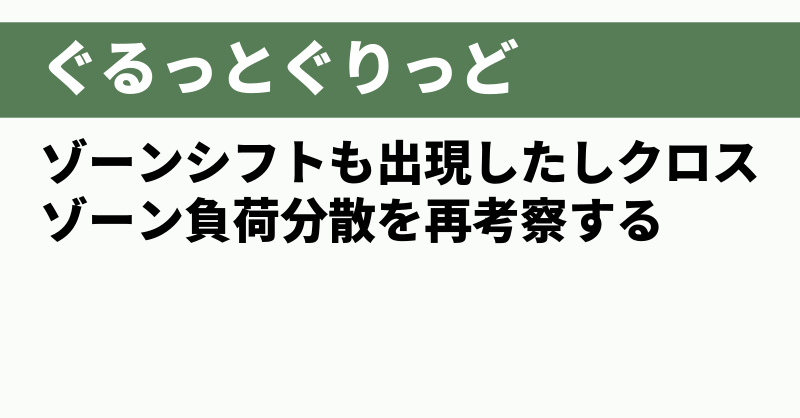 ぐるっとぐりっど
ゾーンシフトも出現したしクロス
ゾーン負荷分散を再考察する